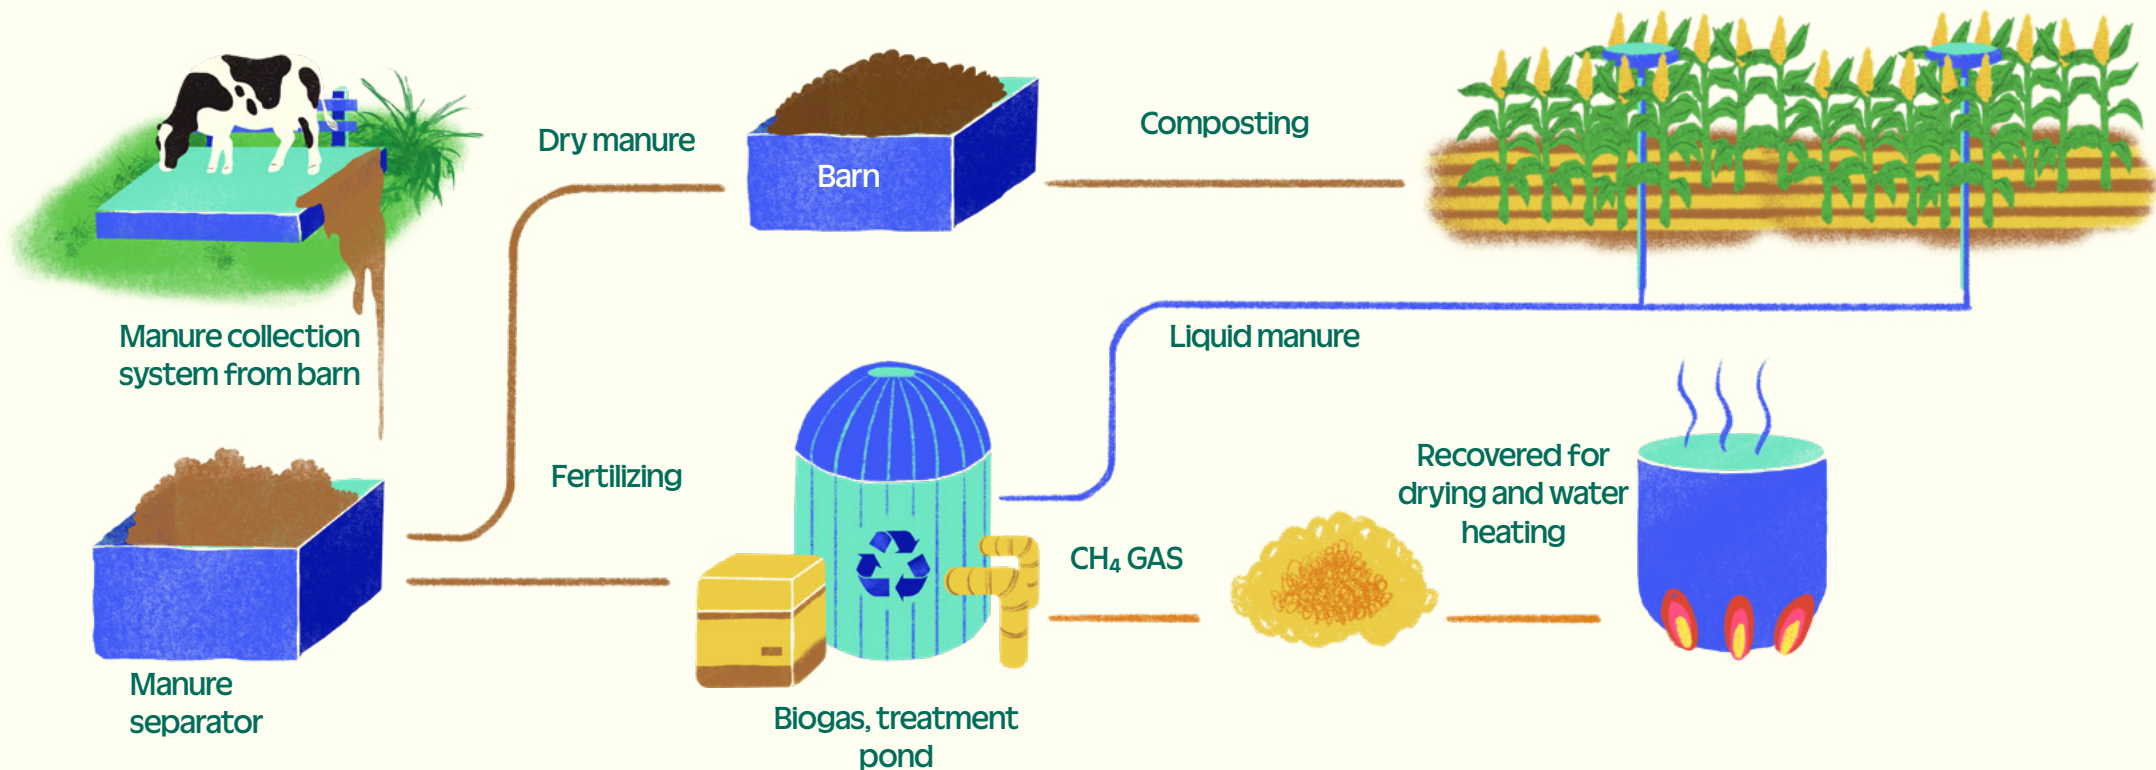 Dry manure
Barn
Composting
Manure collection
system from barn
Liquid manure
Fertilizing
CH₄ GAS
Recovered for
drying and water
heating
Manure
separator
Biogas, treatment
pond